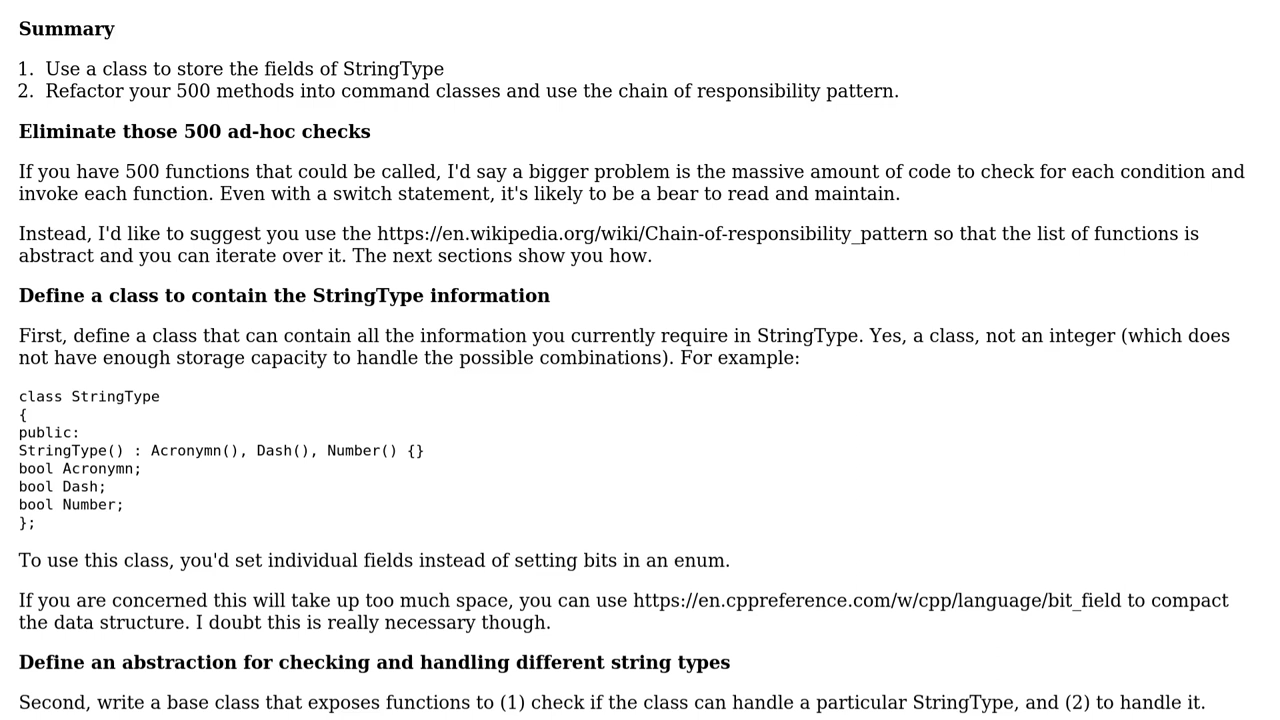 Summary
1. Use a class to store the fields of StringType
2. Refactor your 500 methods into command classes and use the chain of responsibility pattern.
Eliminate those 500 ad-hoc checks
If you have 500 functions that could be called, I'd say a bigger problem is the massive amount of code to check for each condition and
invoke each function. Even with a switch statement, it's likely to be a bear to read and maintain.
Instead, I'd like to suggest you use the https://en.wikipedia.org/wiki/Chain-of-responsibility_pattern so that the list of functions is
abstract and you can iterate over it. The next sections show you how.
Define a class to contain the StringType information
First, define a class that can contain all the information you currently require in StringType. Yes, a class, not an integer (which does
not have enough storage capacity to handle the possible combinations). For example:
class StringType
{
public:
StringType() : Acronymn(), Dash(), Number() {}
bool Acronymn;
bool Dash;
bool Number;
};
To use this class, you'd set individual fields instead of setting bits in an enum.
If you are concerned this will take up too much space, you can use https://en.cppreference.com/w/cpp/language/bit_field to compact
the data structure. I doubt this is really necessary though.
Define an abstraction for checking and handling different string types
Second, write a base class that exposes functions to (1) check if the class can handle a particular StringType, and (2) to handle it.